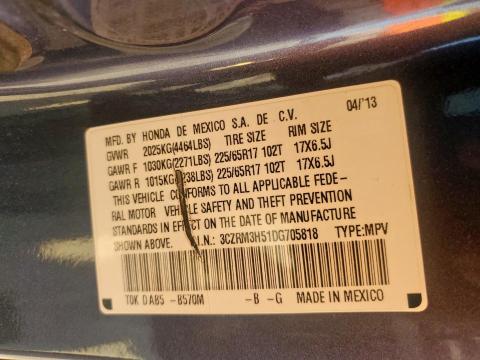 MFD. BY HONDA DE MEXICO S.A. DE C.V. 04/13
GVWR 2025KG(4464LBS) TIRE SIZE RIM SIZE
GAWR F 1030KG(2271LBS) 225/65R17 102T 17X6.5J
GAWR R 1015KG( 238LBS) 225/65R17 102T 17X6.5J
THIS VEHICLE CONFORMS TO ALL APPLICABLE FEDE-
RAL MOTOR VEHICLE SAFETY AND THEFT PREVENTION
STANDARDS IN EFFECT ON THE DATE OF MANUFACTURE
SHOWN ABOVE. .I.N.: 3CZRM3H51DG705818 TYPE:MPV
T0K DAB5 -B570M -B -G MADE IN MEXICO